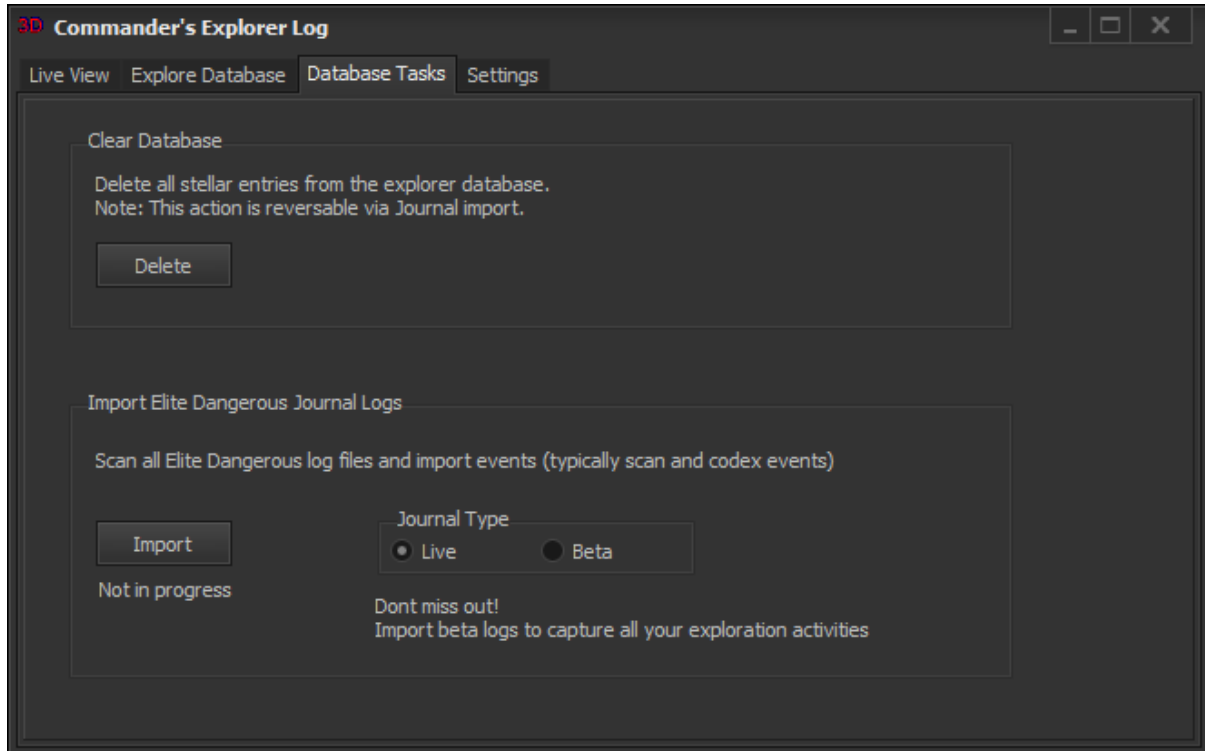 3D Commander's Explorer Log
Live View Explore Database Database Tasks Settings
Clear Database
Delete all stellar entries from the explorer database.
Note: This action is reversable via Journal import.
Delete
Import Elite Dangerous Journal Logs
Scan all Elite Dangerous log files and import events (typically scan and codex events)
Journal Type
Import
Live Beta
Not in progress
Dont miss out!
Import beta logs to capture all your exploration activities